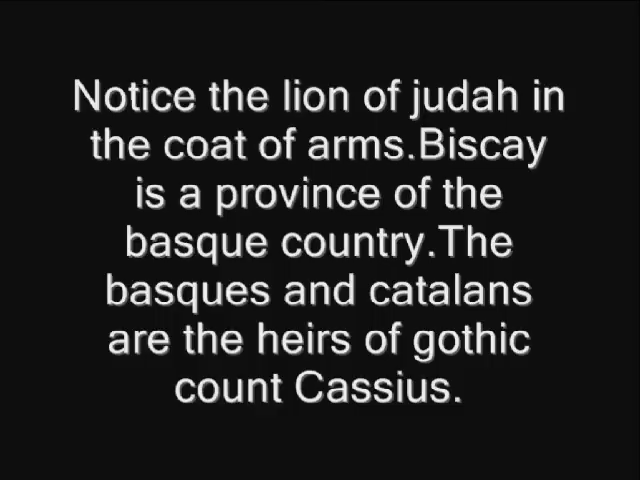 Notice the lion of judah in
the coat of arms.Biscay
is a province of the
basque country.The
basques and catalans
are the heirs of gothic
count Cassius.